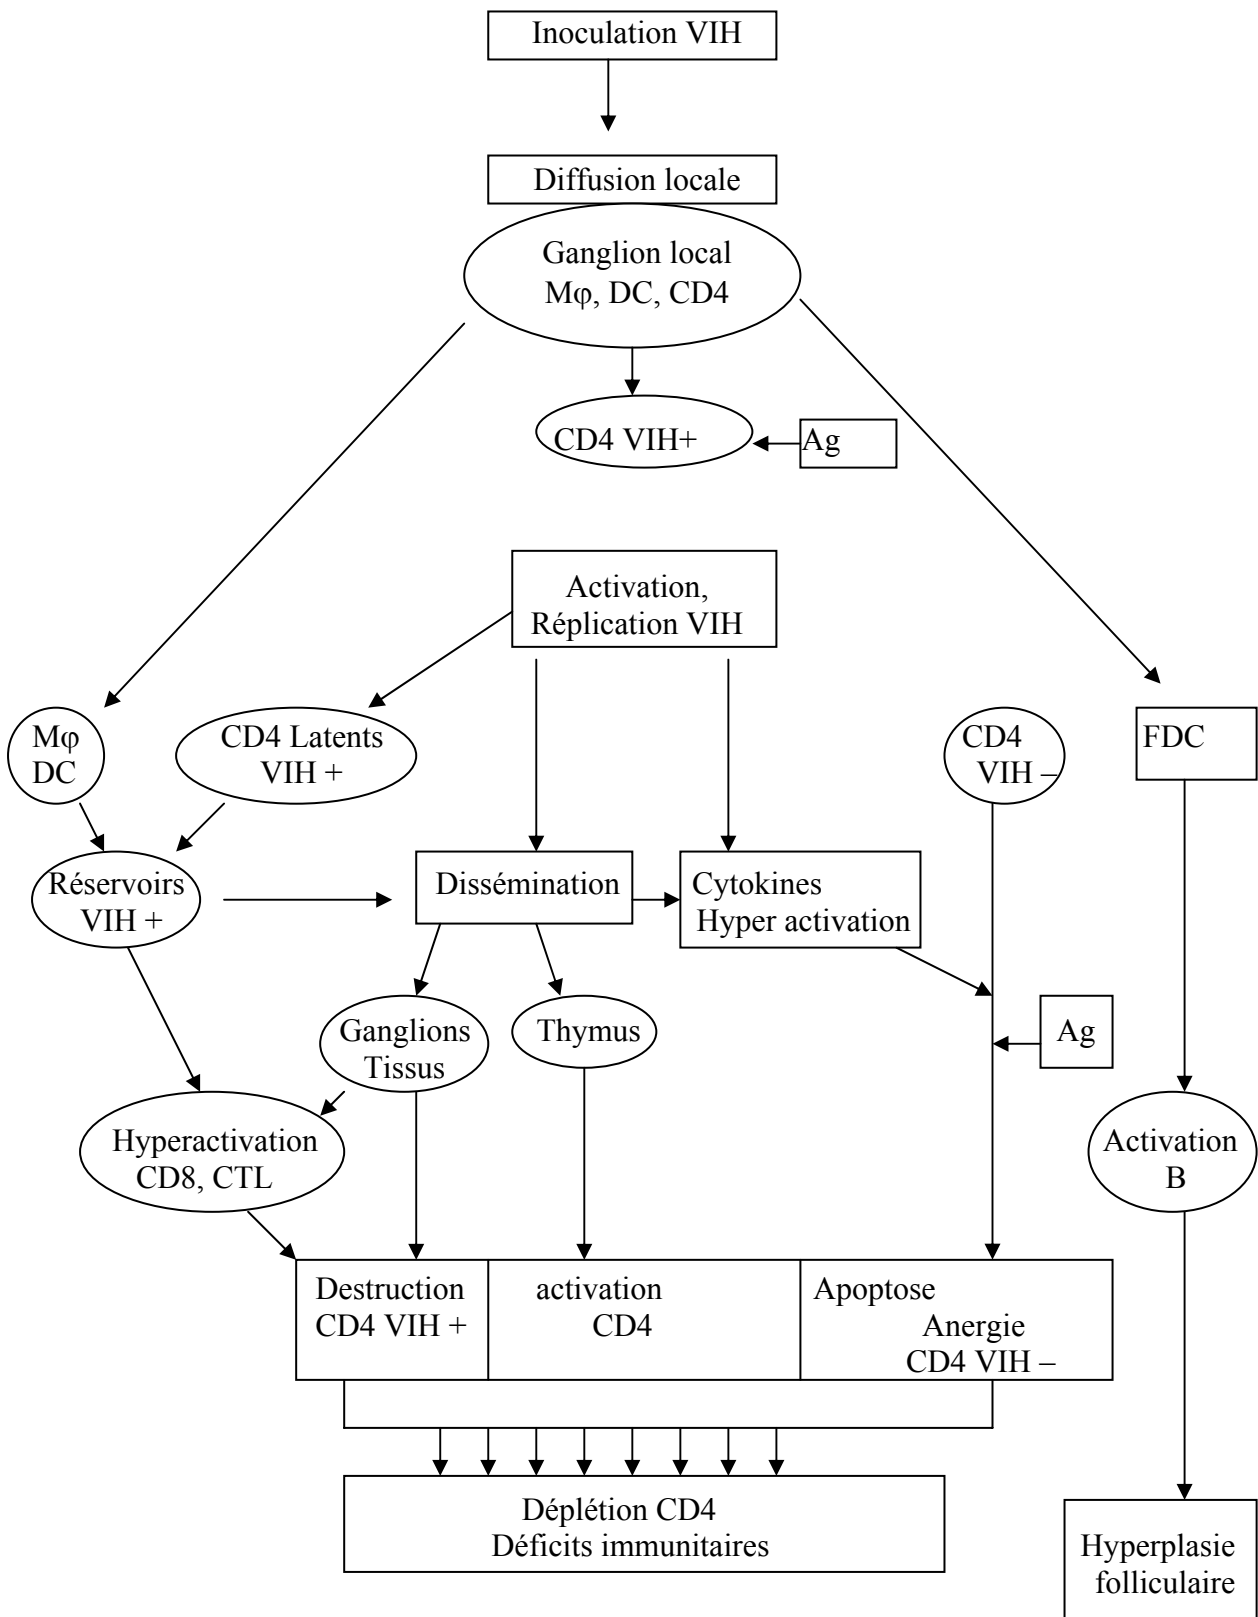 Inoculation VIH
Diffusion locale
Ganglion local
Mφ, DC, CD4
CD4 VIH+
Ag
Activation,
Réplication VIH
Mφ
DC
CD4 Latents
VIH +
CD4
VIH –
FDC
Réservoirs
VIH +
Dissémination
Cytokines
Hyper activation
Ganglions
Tissus
Thymus
Ag
Hyperactivation
CD8, CTL
Activation
B
Destruction
CD4 VIH +
activation
CD4
Apoptose
Anergie
CD4 VIH –
Déplétion CD4
Déficits immunitaires
Hyperplasie
folliculaire